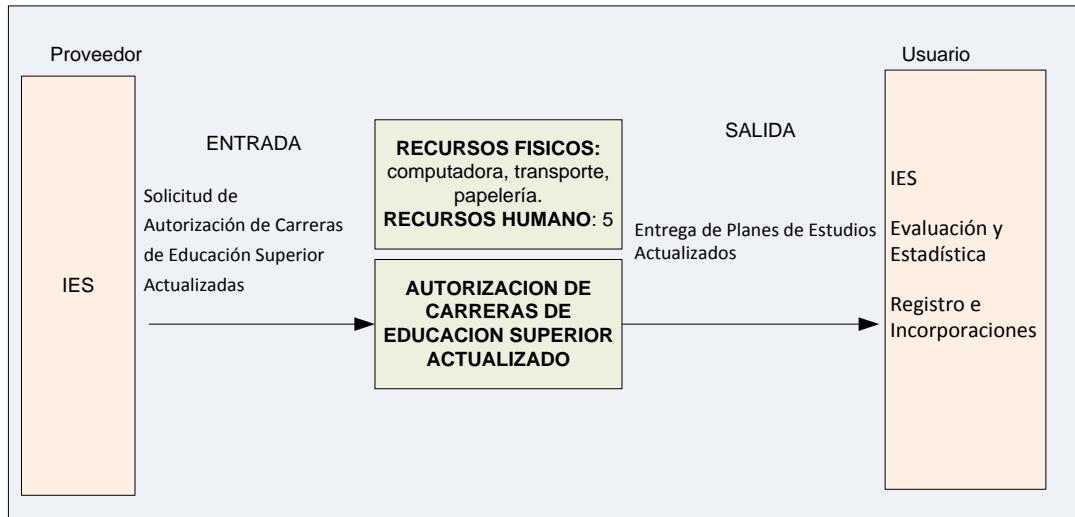 Proveedor
IES
ENTRADA
Solicitud de
Autorización de Carreras
de Educación Superior
Actualizadas
RECURSOS FISICOS:
computadora, transporte,
papelería.
RECURSOS HUMANO: 5
AUTORIZACION DE
CARRERAS DE
EDUCACION SUPERIOR
ACTUALIZADO
SALIDA
Entrega de Planes de Estudios
Actualizados
Usuario
IES
Evaluación y
Estadística
Registro e
Incorporaciones